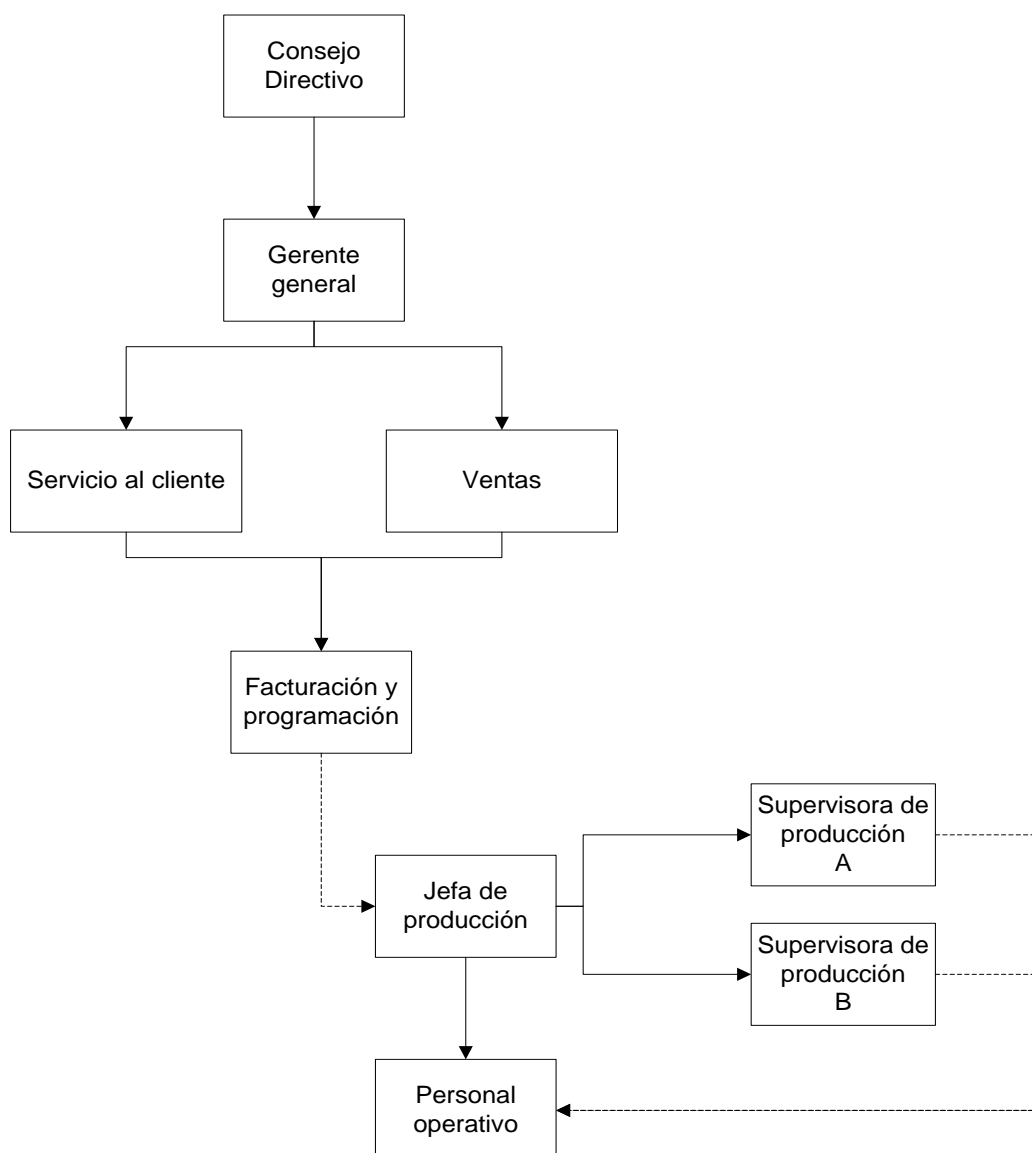 Consejo
Directivo
Gerente
general
Servicio al cliente
Ventas
Facturación y
programación
Supervisora de
producción
A
Jefa de
producción
Supervisora de
producción
B
Personal
operativo